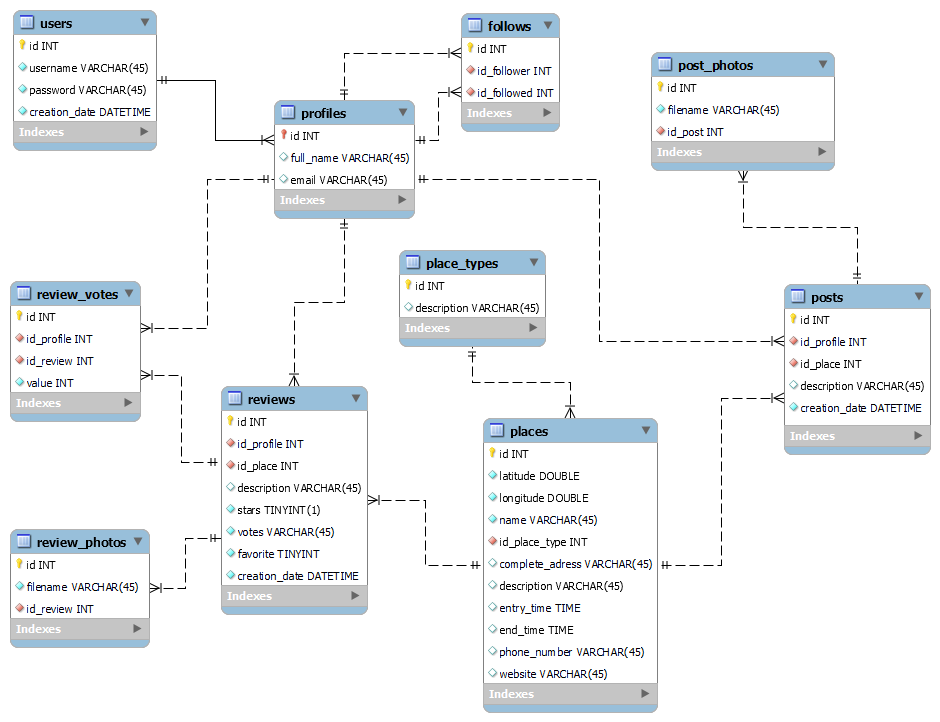 users
id INT
username VARCHAR(45)
password VARCHAR(45)
creation_date DATETIME
Indexes
profiles
id INT
full_name VARCHAR(45)
email VARCHAR(45)
Indexes
follows
id INT
id_follower INT
id_followed INT
Indexes
post_photos
id INT
filename VARCHAR(45)
id_post INT
Indexes
review_votes
id INT
id_profile INT
id_review INT
value INT
Indexes
place_types
id INT
description VARCHAR(45)
Indexes
posts
id INT
id_profile INT
id_place INT
description VARCHAR(45)
creation_date DATETIME
Indexes
reviews
id INT
id_profile INT
id_place INT
description VARCHAR(45)
stars TINYINT(1)
votes VARCHAR(45)
favorite TINYINT
creation_date DATETIME
Indexes
places
id INT
latitude DOUBLE
longitude DOUBLE
name VARCHAR(45)
id_place_type INT
complete_adress VARCHAR(45)
description VARCHAR(45)
entry_time TIME
end_time TIME
phone_number VARCHAR(45)
website VARCHAR(45)
Indexes
review_photos
id INT
filename VARCHAR(45)
id_review INT
Indexes